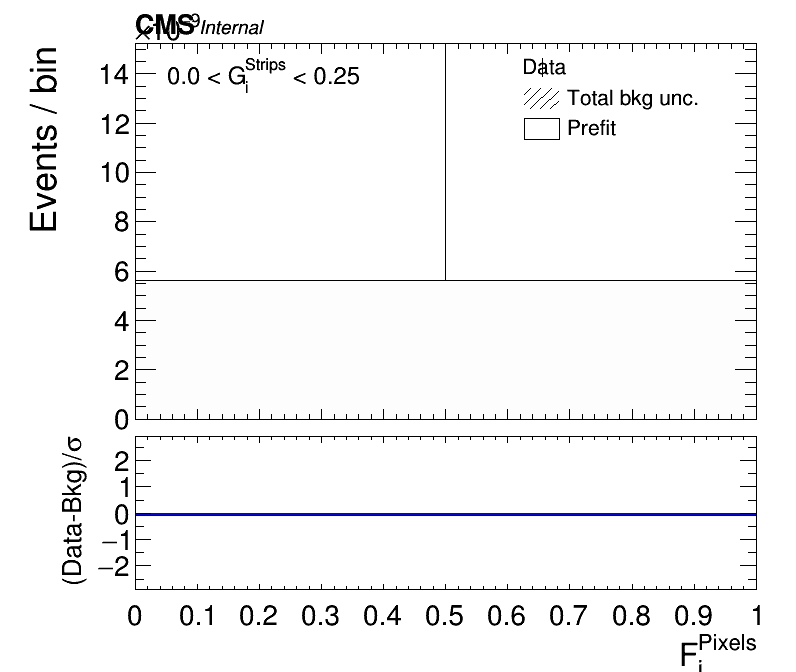 CMS Internal
×10⁻⁹
Events / bin
0.0 < G_i^Strips < 0.25
Data
Total bkg unc.
Prefit
14
12
10
8
6
4
2
0
(Data-Bkg)/σ
2
1
0
−1
−2
0 0.1 0.2 0.3 0.4 0.5 0.6 0.7 0.8 0.9 1
F_i^Pixels